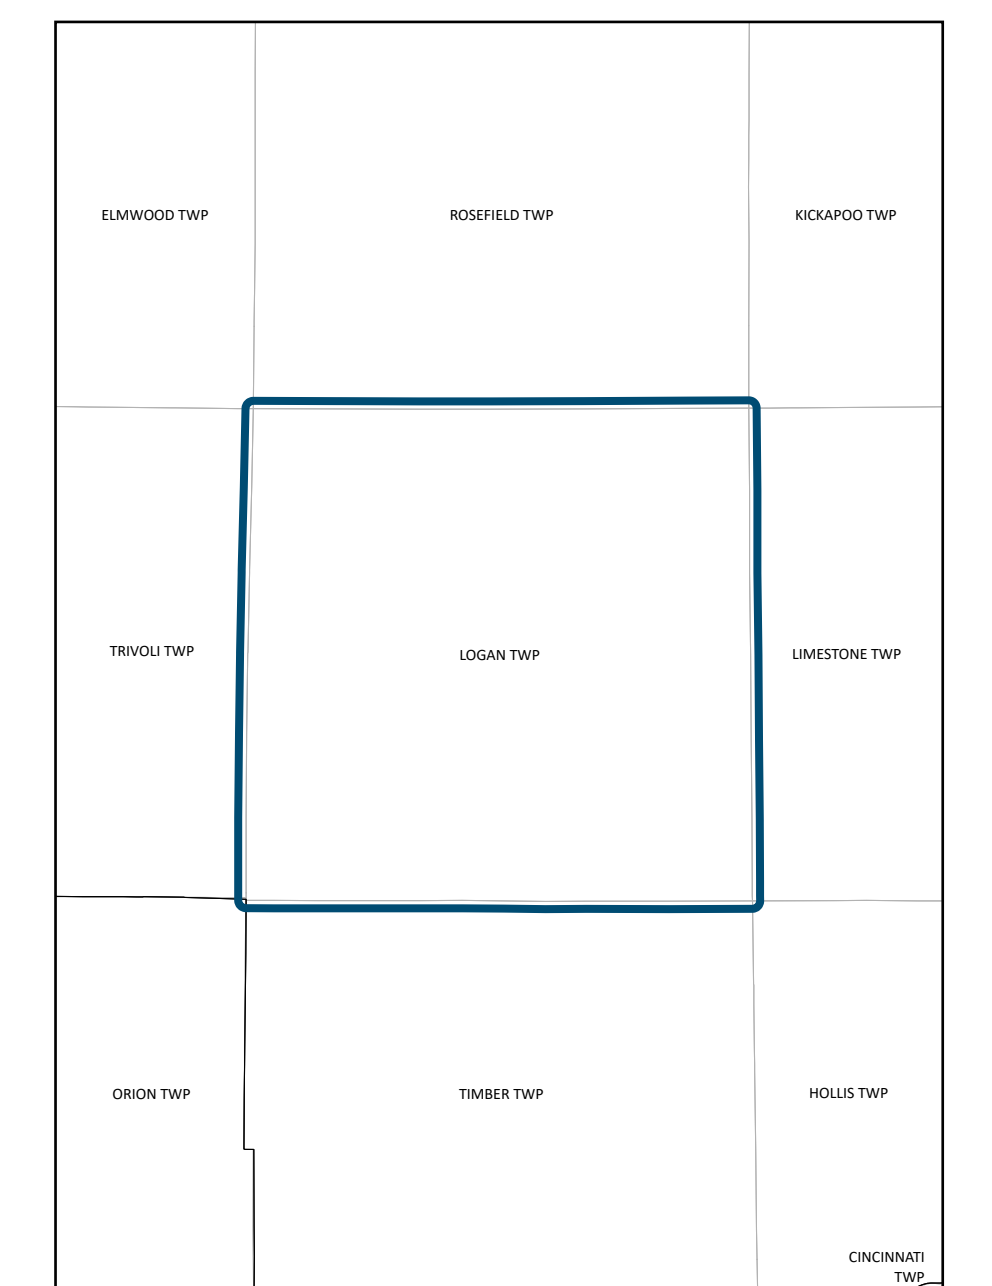 ELMWOOD TWP
ROSEFIELD TWP
KICKAPOO TWP
TRIVOLI TWP
LOGAN TWP
LIMESTONE TWP
ORION TWP
TIMBER TWP
HOLLIS TWP
CINCINNATI
TWP